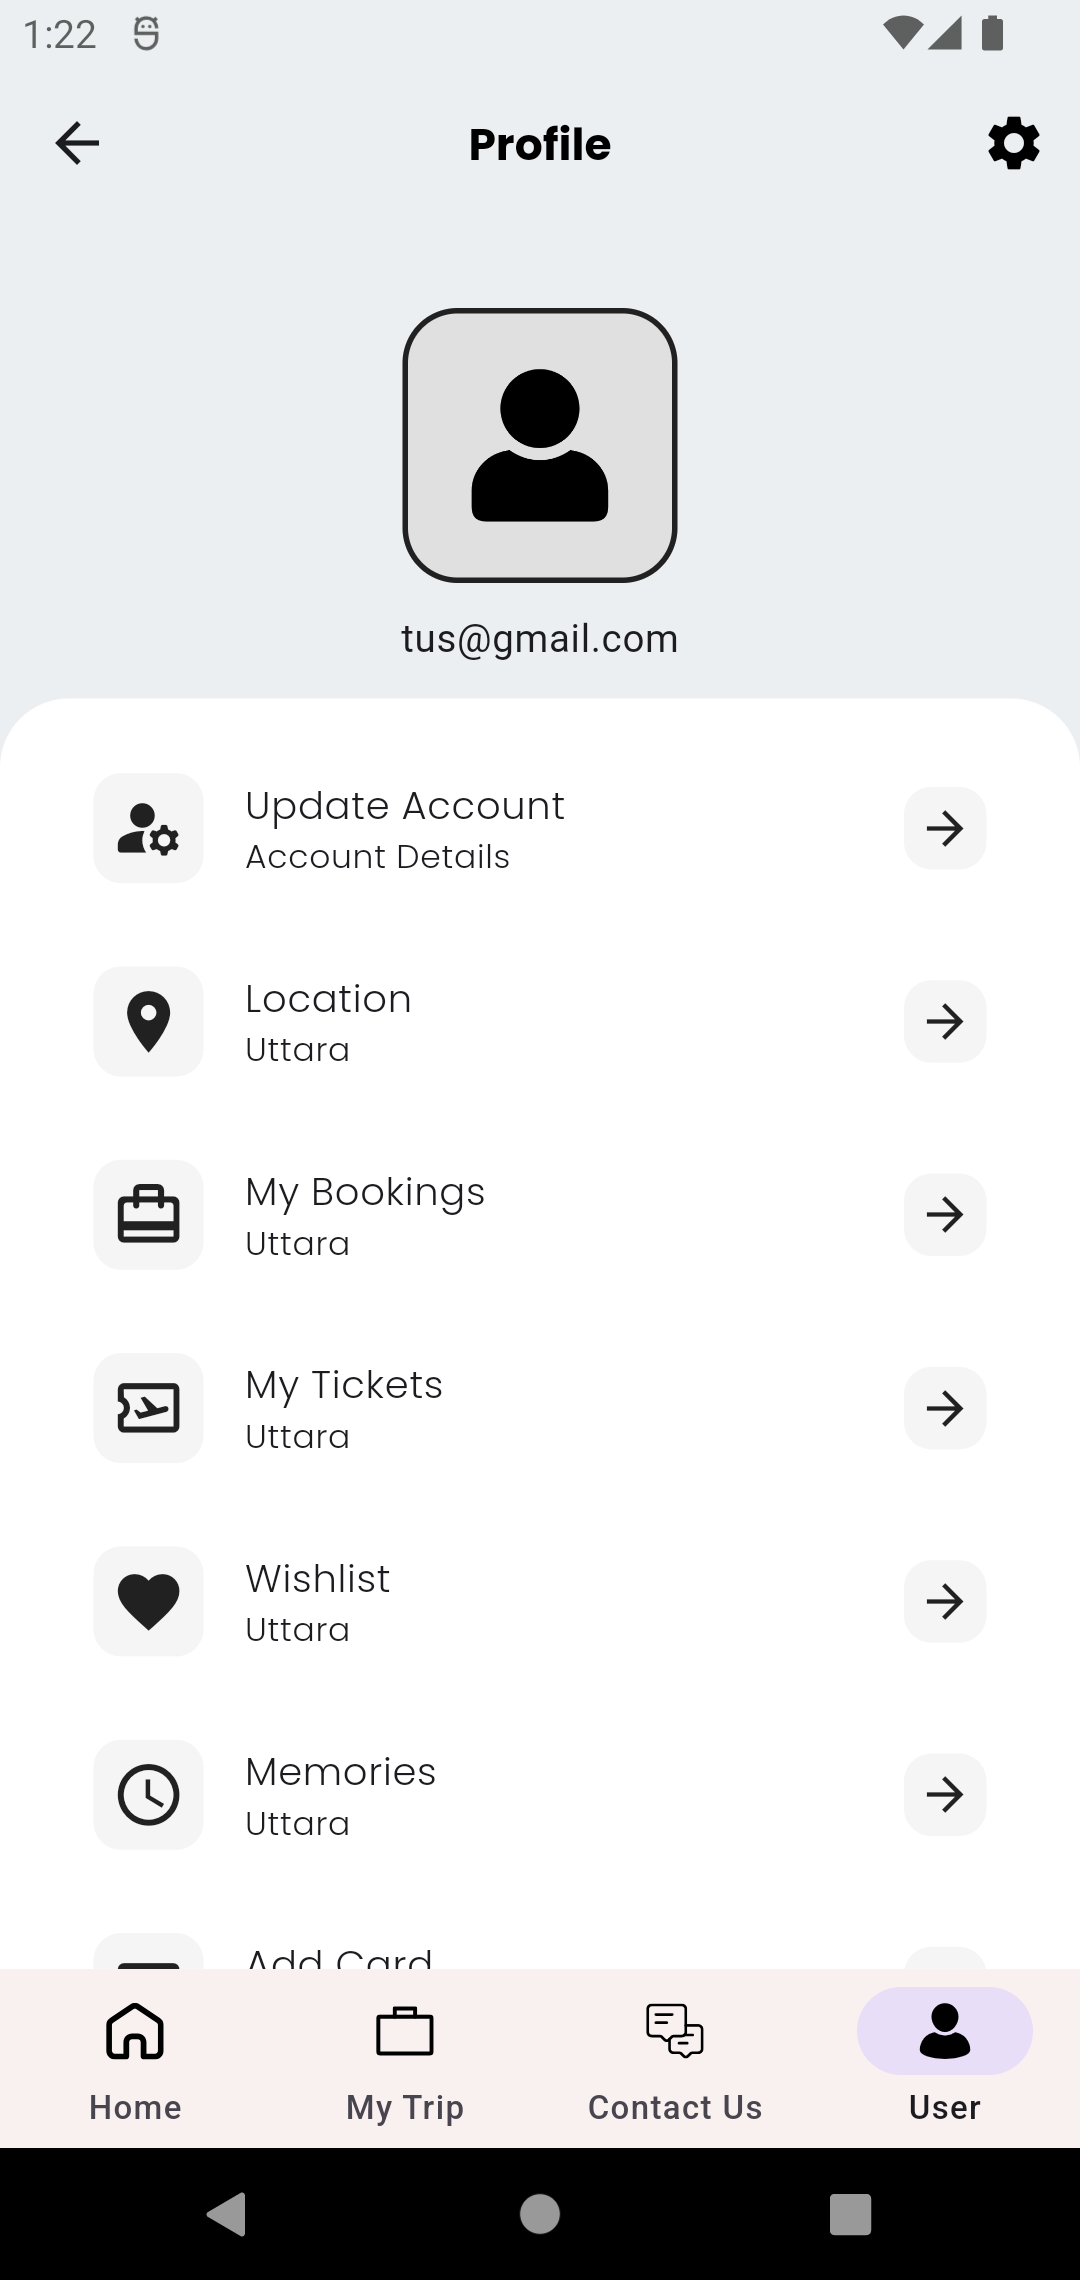 1:22
Profile
tus@gmail.com
Update Account
Account Details
Location
Uttara
My Bookings
Uttara
My Tickets
Uttara
Wishlist
Uttara
Memories
Uttara
Add Card
Home
My Trip
Contact Us
User